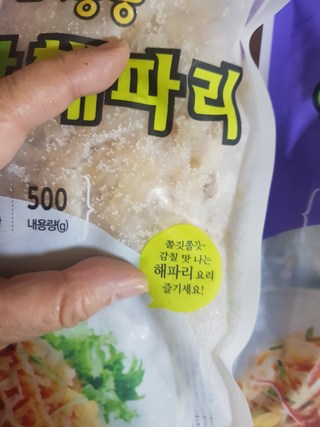 해파리
500
내용량(g)
쫄깃쫄깃~
감칠 맛 나는
해파리 요리
즐기세요!